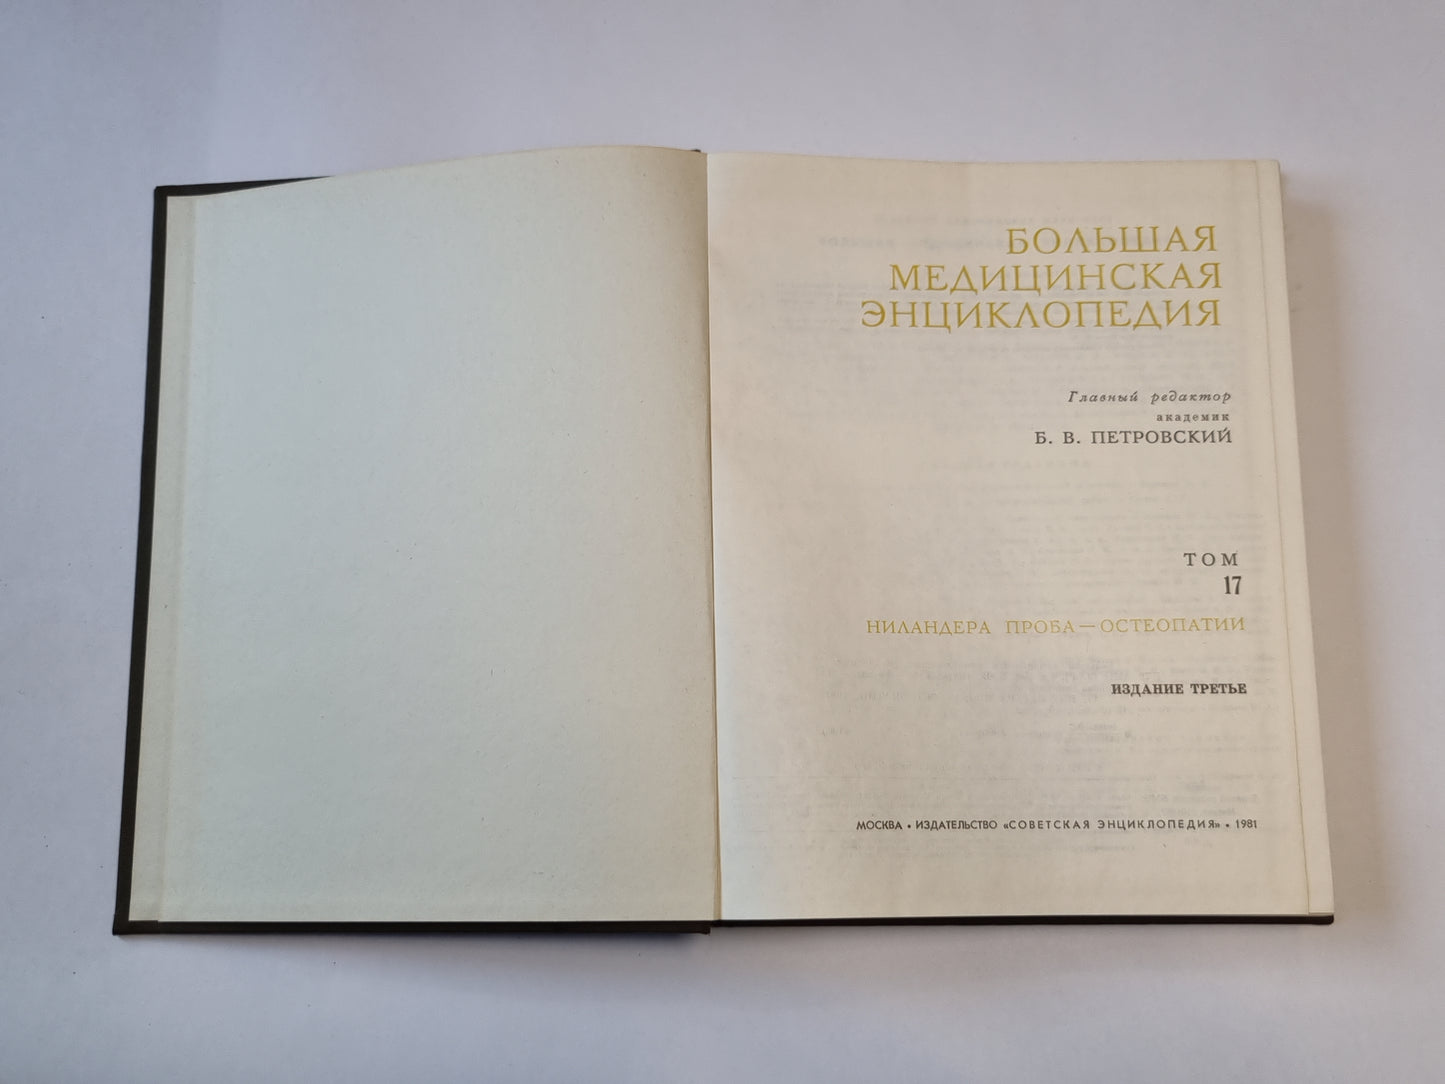 БОЛЬШАЯ
МЕДИЦИНСКАЯ
ЭНЦИКЛОПЕДИЯ
Главный редактор
академик
Б. В. ПЕТРОВСКИЙ
ТОМ
17
НИЛАНДЕРА ПРОБА — ОСТЕОПАТИИ
ИЗДАНИЕ ТРЕТЬЕ
МОСКВА • ИЗДАТЕЛЬСТВО «СОВЕТСКАЯ ЭНЦИКЛОПЕДИЯ» • 1981